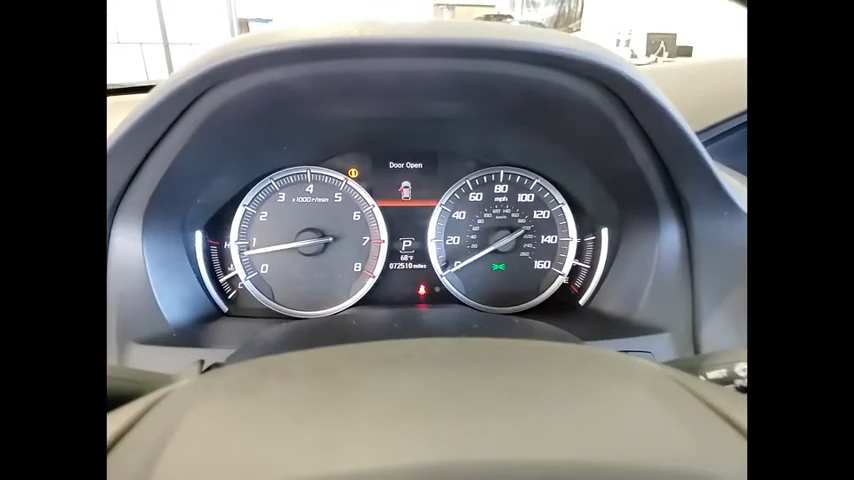 Door Open
0 1 2 3 4 5 6 7 8
x1000r/min
H
C
P
68°F
072510 miles
20 40 60 80 100 120 140 160
mph
km/h
F
E